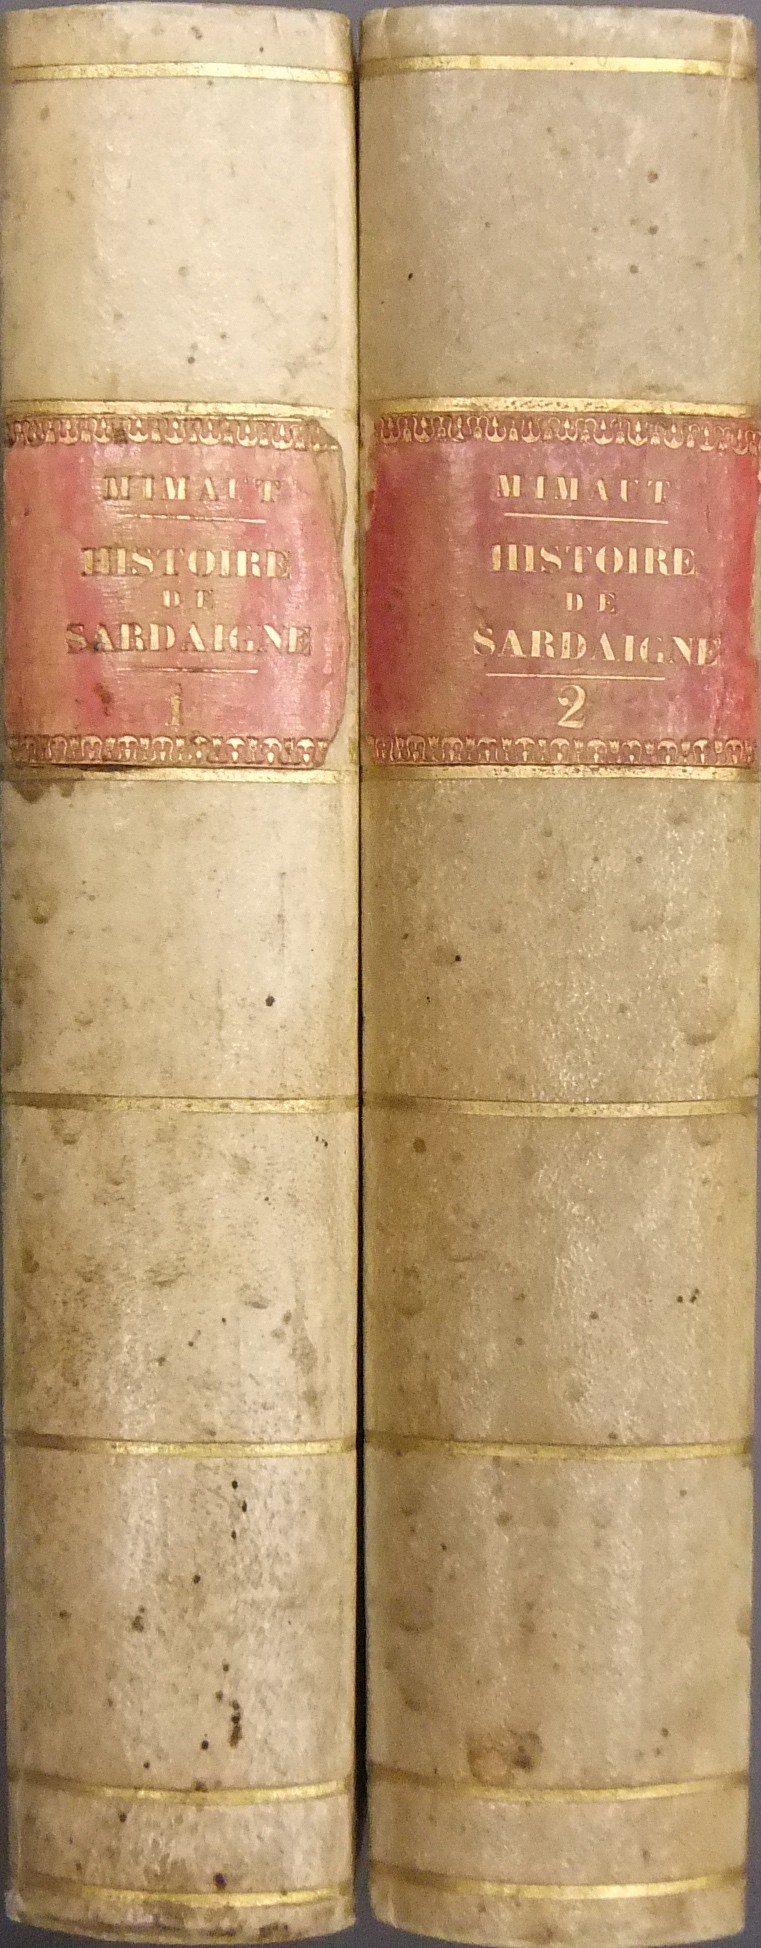 MIMAUT
HISTOIRE
DE
SARDAIGNE
1
MIMAUT
HISTOIRE
DE
SARDAIGNE
2